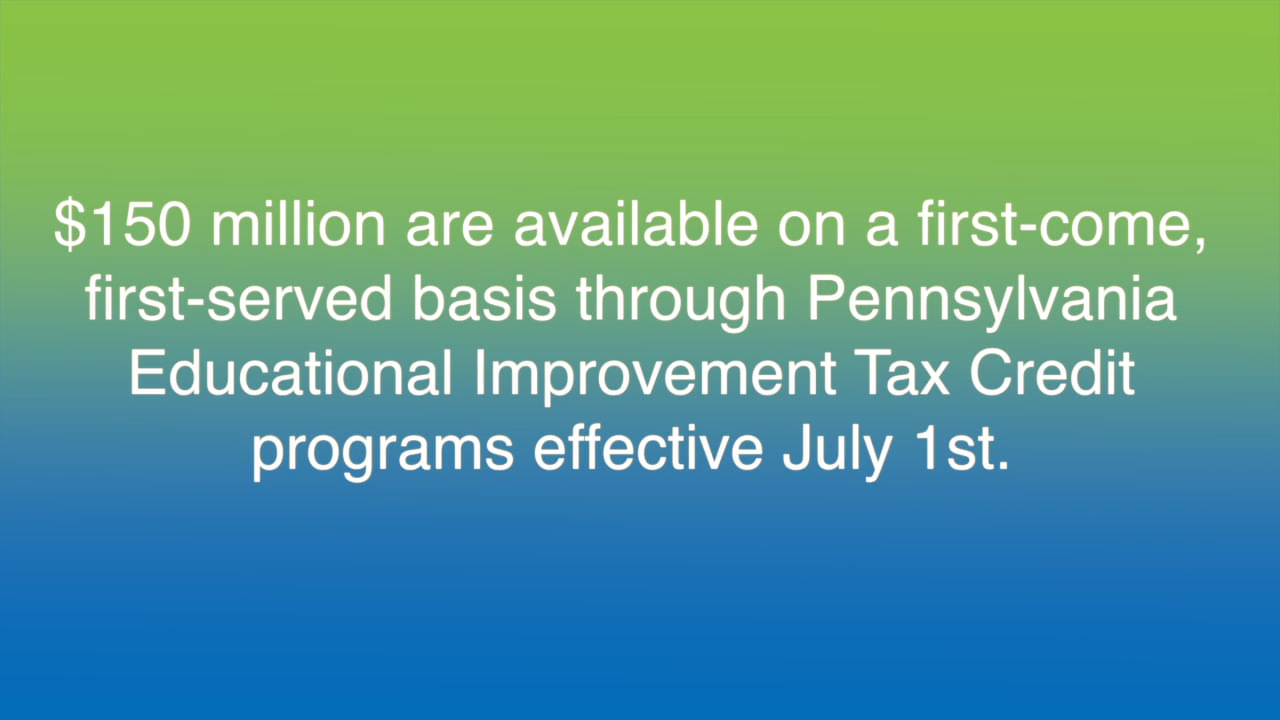 $150 million are available on a first-come,
first-served basis through Pennsylvania
Educational Improvement Tax Credit
programs effective July 1st.